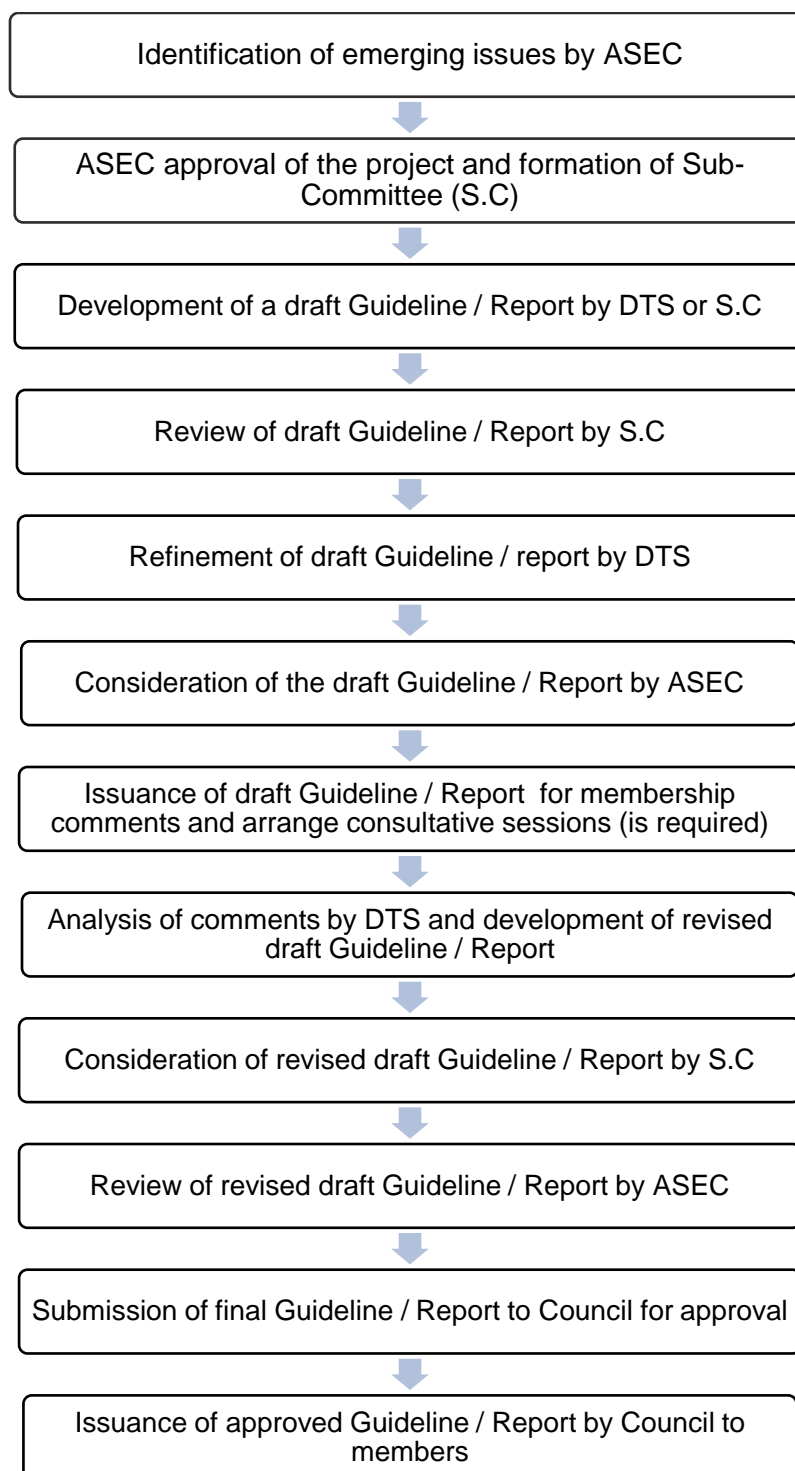 Identification of emerging issues by ASEC
ASEC approval of the project and formation of Sub-
Committee (S.C)
Development of a draft Guideline / Report by DTS or S.C
Review of draft Guideline / Report by S.C
Refinement of draft Guideline / report by DTS
Consideration of the draft Guideline / Report by ASEC
Issuance of draft Guideline / Report for membership
comments and arrange consultative sessions (is required)
Analysis of comments by DTS and development of revised
draft Guideline / Report
Consideration of revised draft Guideline / Report by S.C
Review of revised draft Guideline / Report by ASEC
Submission of final Guideline / Report to Council for approval
Issuance of approved Guideline / Report by Council to
members